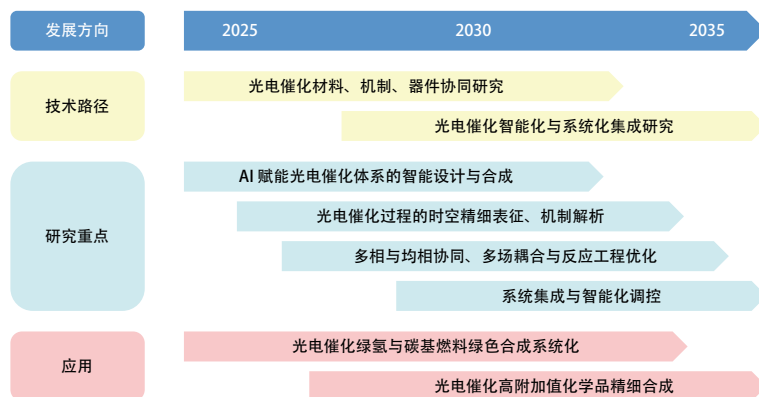 发展方向
2025 2030 2035
技术路径
光电催化材料、机制、器件协同研究
光电催化智能化与系统化集成研究
研究重点
AI 赋能光电催化体系的智能设计与合成
光电催化过程的时空精细表征、机制解析
多相与均相协同、多场耦合与反应工程优化
系统集成与智能化调控
应用
光电催化绿氢与碳基燃料绿色合成系统化
光电催化高附加值化学品精细合成